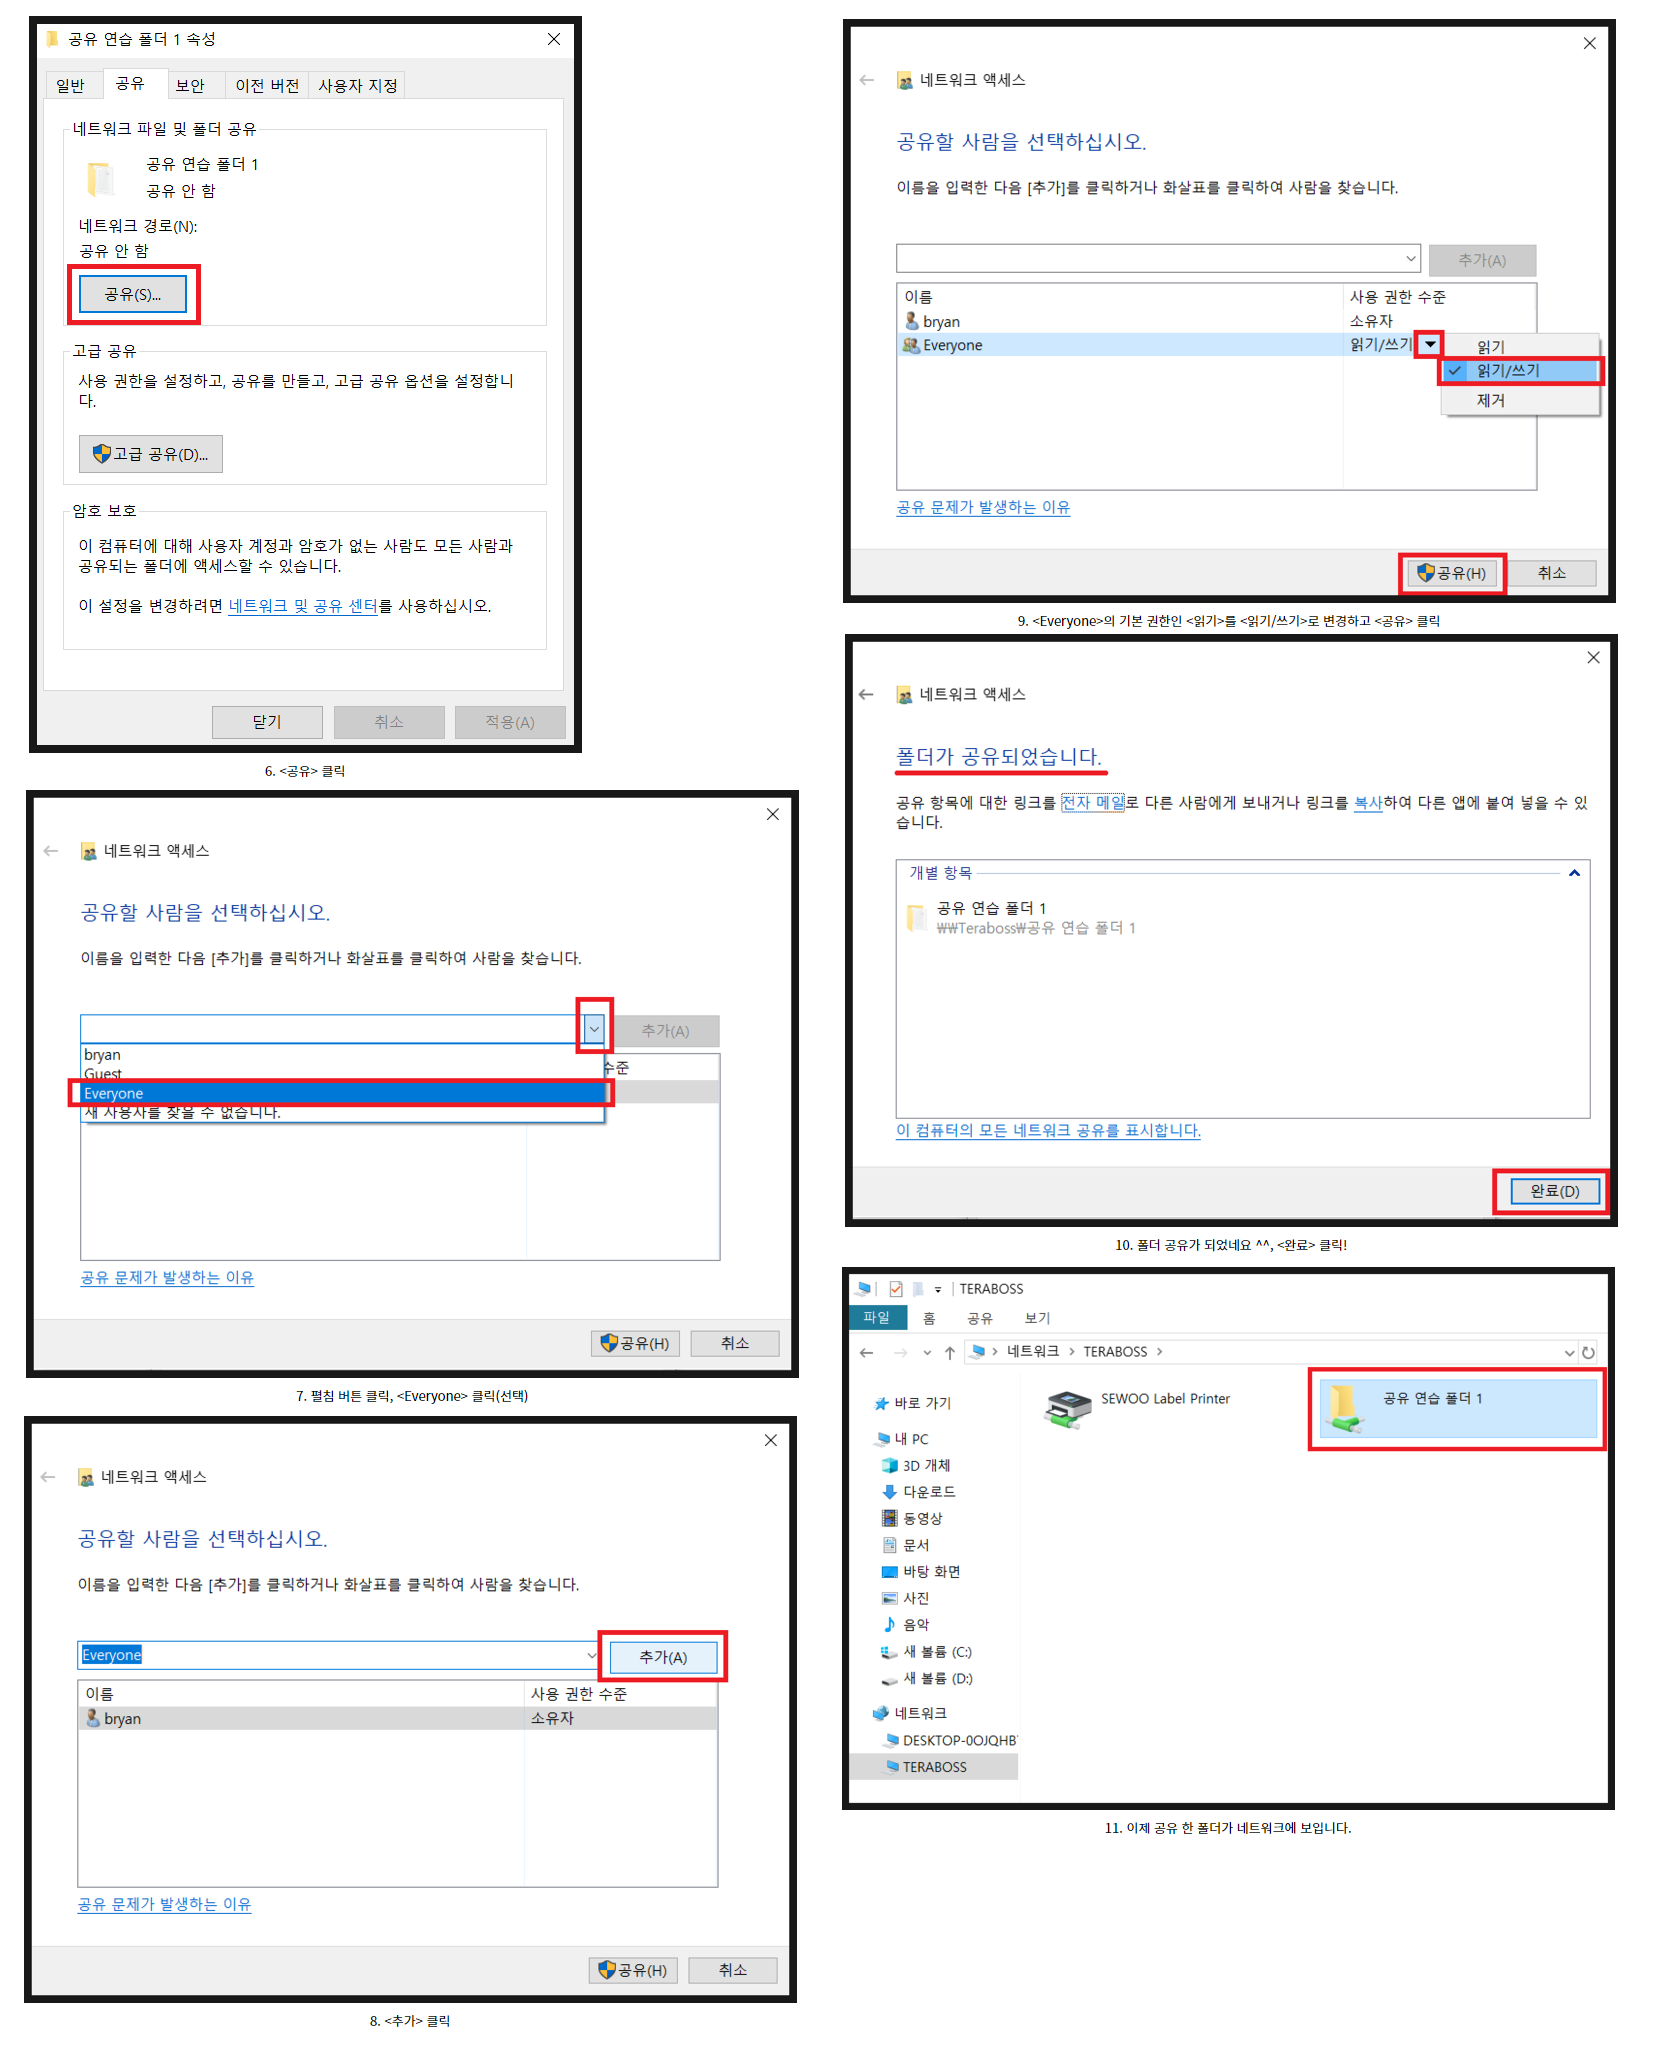 공유 연습 폴더 1 속성
일반
공유
보안
이전 버전
사용자 지정
네트워크 파일 및 폴더 공유
공유 연습 폴더 1
공유 안 함
네트워크 경로(N):
공유 안 함
공유(S)...
고급 공유
사용 권한을 설정하고, 공유를 만들고, 고급 공유 옵션을 설정합니
다.
고급 공유(D)...
암호 보호
이 컴퓨터에 대해 사용자 계정과 암호가 없는 사람도 모든 사람과
공유되는 폴더에 액세스할 수 있습니다.
이 설정을 변경하려면 네트워크 및 공유 센터를 사용하십시오.
닫기
취소
적용(A)
6. <공유> 클릭
네트워크 액세스
공유할 사람을 선택하십시오.
이름을 입력한 다음 [추가]를 클릭하거나 화살표를 클릭하여 사람을 찾습니다.
추가(A)
bryan
Guest
수준
Everyone
새 사용자를 찾을 수 없습니다.
공유 문제가 발생하는 이유
공유(H)
취소
7. 펼침 버튼 클릭, <Everyone> 클릭(선택)
네트워크 액세스
공유할 사람을 선택하십시오.
이름을 입력한 다음 [추가]를 클릭하거나 화살표를 클릭하여 사람을 찾습니다.
Everyone
추가(A)
이름
사용 권한 수준
bryan
소유자
공유 문제가 발생하는 이유
공유(H)
취소
8. <추가> 클릭
네트워크 액세스
공유할 사람을 선택하십시오.
이름을 입력한 다음 [추가]를 클릭하거나 화살표를 클릭하여 사람을 찾습니다.
추가(A)
이름
사용 권한 수준
bryan
소유자
Everyone
읽기/쓰기
읽기
읽기/쓰기
제거
공유 문제가 발생하는 이유
공유(H)
취소
9. <Everyone>의 기본 권한인 <읽기>를 <읽기/쓰기>로 변경하고 <공유> 클릭
네트워크 액세스
폴더가 공유되었습니다.
공유 항목에 대한 링크를 전자 메일로 다른 사람에게 보내거나 링크를 복사하여 다른 앱에 붙여 넣을 수 있
습니다.
개별 항목
공유 연습 폴더 1
₩₩Teraboss₩공유 연습 폴더 1
이 컴퓨터의 모든 네트워크 공유를 표시합니다.
완료(D)
10. 폴더 공유가 되었네요 ^^, <완료> 클릭!
TERABOSS
파일
홈
공유
보기
네트워크 > TERABOSS >
바로 가기
내 PC
3D 개체
다운로드
동영상
문서
바탕 화면
사진
음악
새 볼륨 (C:)
새 볼륨 (D:)
네트워크
DESKTOP-0OJQHB
TERABOSS
SEWOO Label Printer
공유 연습 폴더 1
11. 이제 공유 한 폴더가 네트워크에 보입니다.